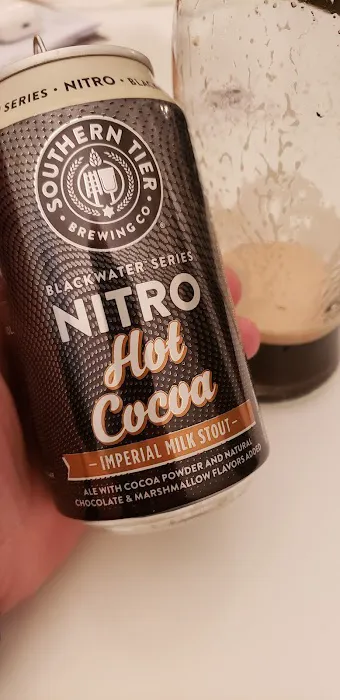 SERIES • NITRO •
SOUTHERN TIER
• BREWING CO •
BLACKWATER SERIES
NITRO
Hot
Cocoa
– IMPERIAL MILK STOUT –
ALE WITH COCOA POWDER AND NATURAL
CHOCOLATE & MARSHMALLOW FLAVORS ADDED